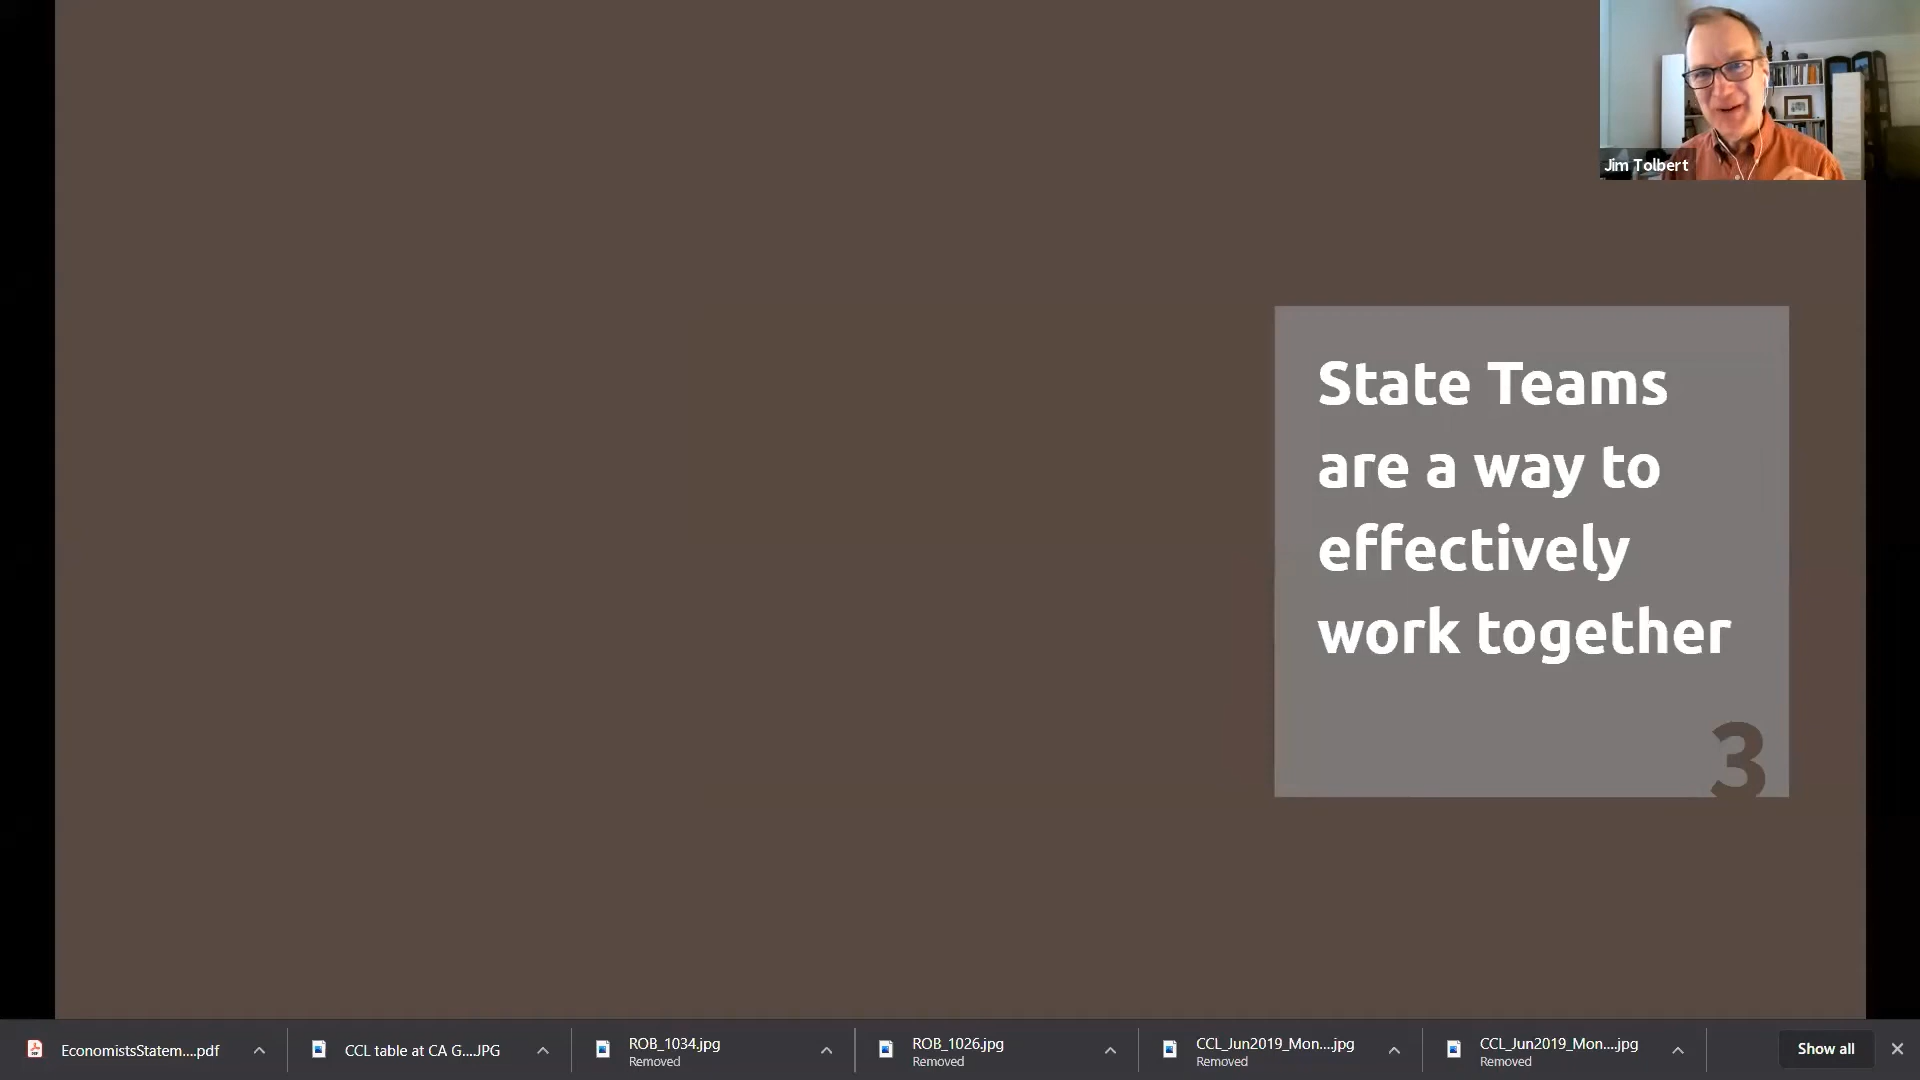 Jim Tolbert
State Teams
are a way to
effectively
work together
3
EconomistsStatem....pdf
CCL table at CA G....JPG
ROB_1034.jpg
Removed
ROB_1026.jpg
Removed
CCL_Jun2019_Mon....jpg
Removed
CCL_Jun2019_Mon....jpg
Removed
Show all